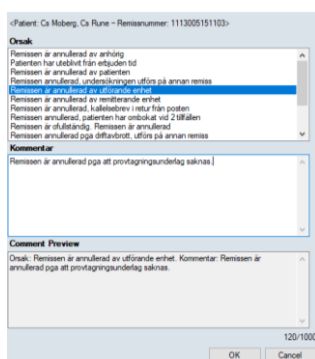 <Patient: Cs Moberg, Cs Rune - Remissnummer: 1113005151103>
Orsak
Remissen är annullerad av anhörig
Patienten har uteblivit från erbjuden tid
Remissen är annullerad av patienten
Remissen annullerad, undersökningen utförs på annan remiss
Remissen är annullerad av utförande enhet
Remissen är annullerad av remitterande enhet
Remissen är annullerad, kallelsebrev i retur från posten
Remissen annullerad, patienten har ombokat vid 2 tillfällen
Remissen är ofullständig. Remissen är annullerad
Remissen annullerad pga driftavbrott, utförs på annan remiss
Kommentar
Remissen är annullerad pga att provtagningsunderlag saknas.
Comment Preview
Orsak: Remissen är annullerad av utförande enhet. Kommentar: Remissen är
annullerad pga att provtagningsunderlag saknas.
120/1000
OK Cancel